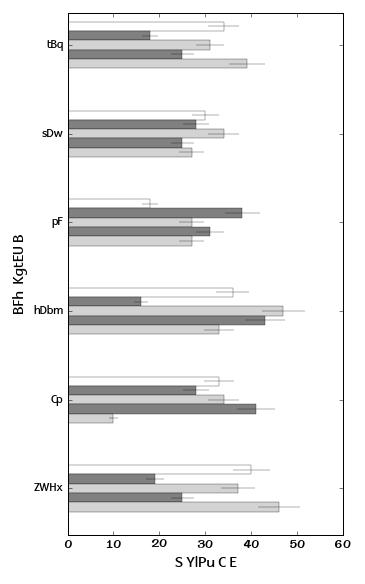 tBq
sDw
pF
hDbm
Cp
ZWHx
BFh KgtEU B
0 10 20 30 40 50 60
S YlPu C E